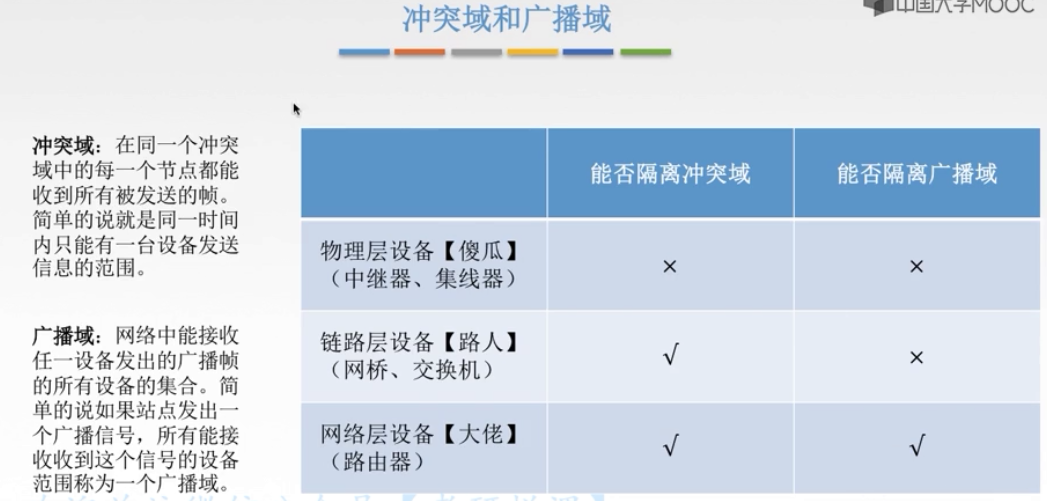 冲突域和广播域
中国大学MOOC
冲突域：在同一个冲突
域中的每一个节点都能
收到所有被发送的帧。
简单的说就是同一时间
内只能有一台设备发送
信息的范围。
广播域：网络中能接收
任一设备发出的广播帧
的所有设备的集合。简
单的说如果站点发出一
个广播信号，所有能接
收收到这个信号的设备
范围称为一个广播域。
能否隔离冲突域 能否隔离广播域
物理层设备【傻瓜】
（中继器、集线器）
× ×
链路层设备【路人】
（网桥、交换机）
√ ×
网络层设备【大佬】
（路由器）
√ √